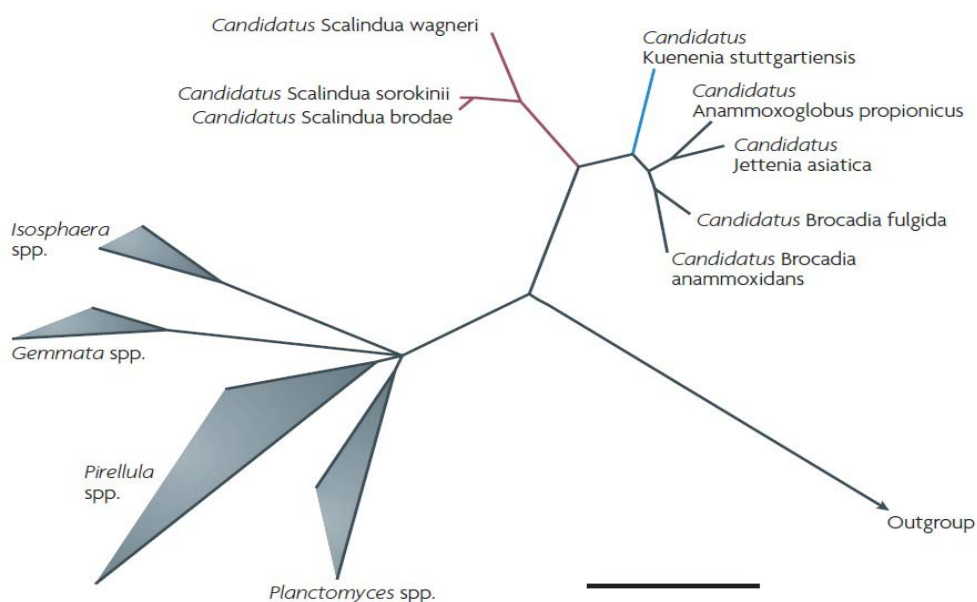 Candidatus Scalindua wagneri
Candidatus
Kuenenia stuttgartiensis
Candidatus Scalindua sorokinii
Candidatus Scalindua brodae
Candidatus
Anammoxoglobus propionicus
Candidatus
Jettenia asiatica
Candidatus Brocadia fulgida
Candidatus Brocadia
anammoxidans
Isosphaera
spp.
Gemmata spp.
Pirellula
spp.
Planctomyces spp.
Outgroup